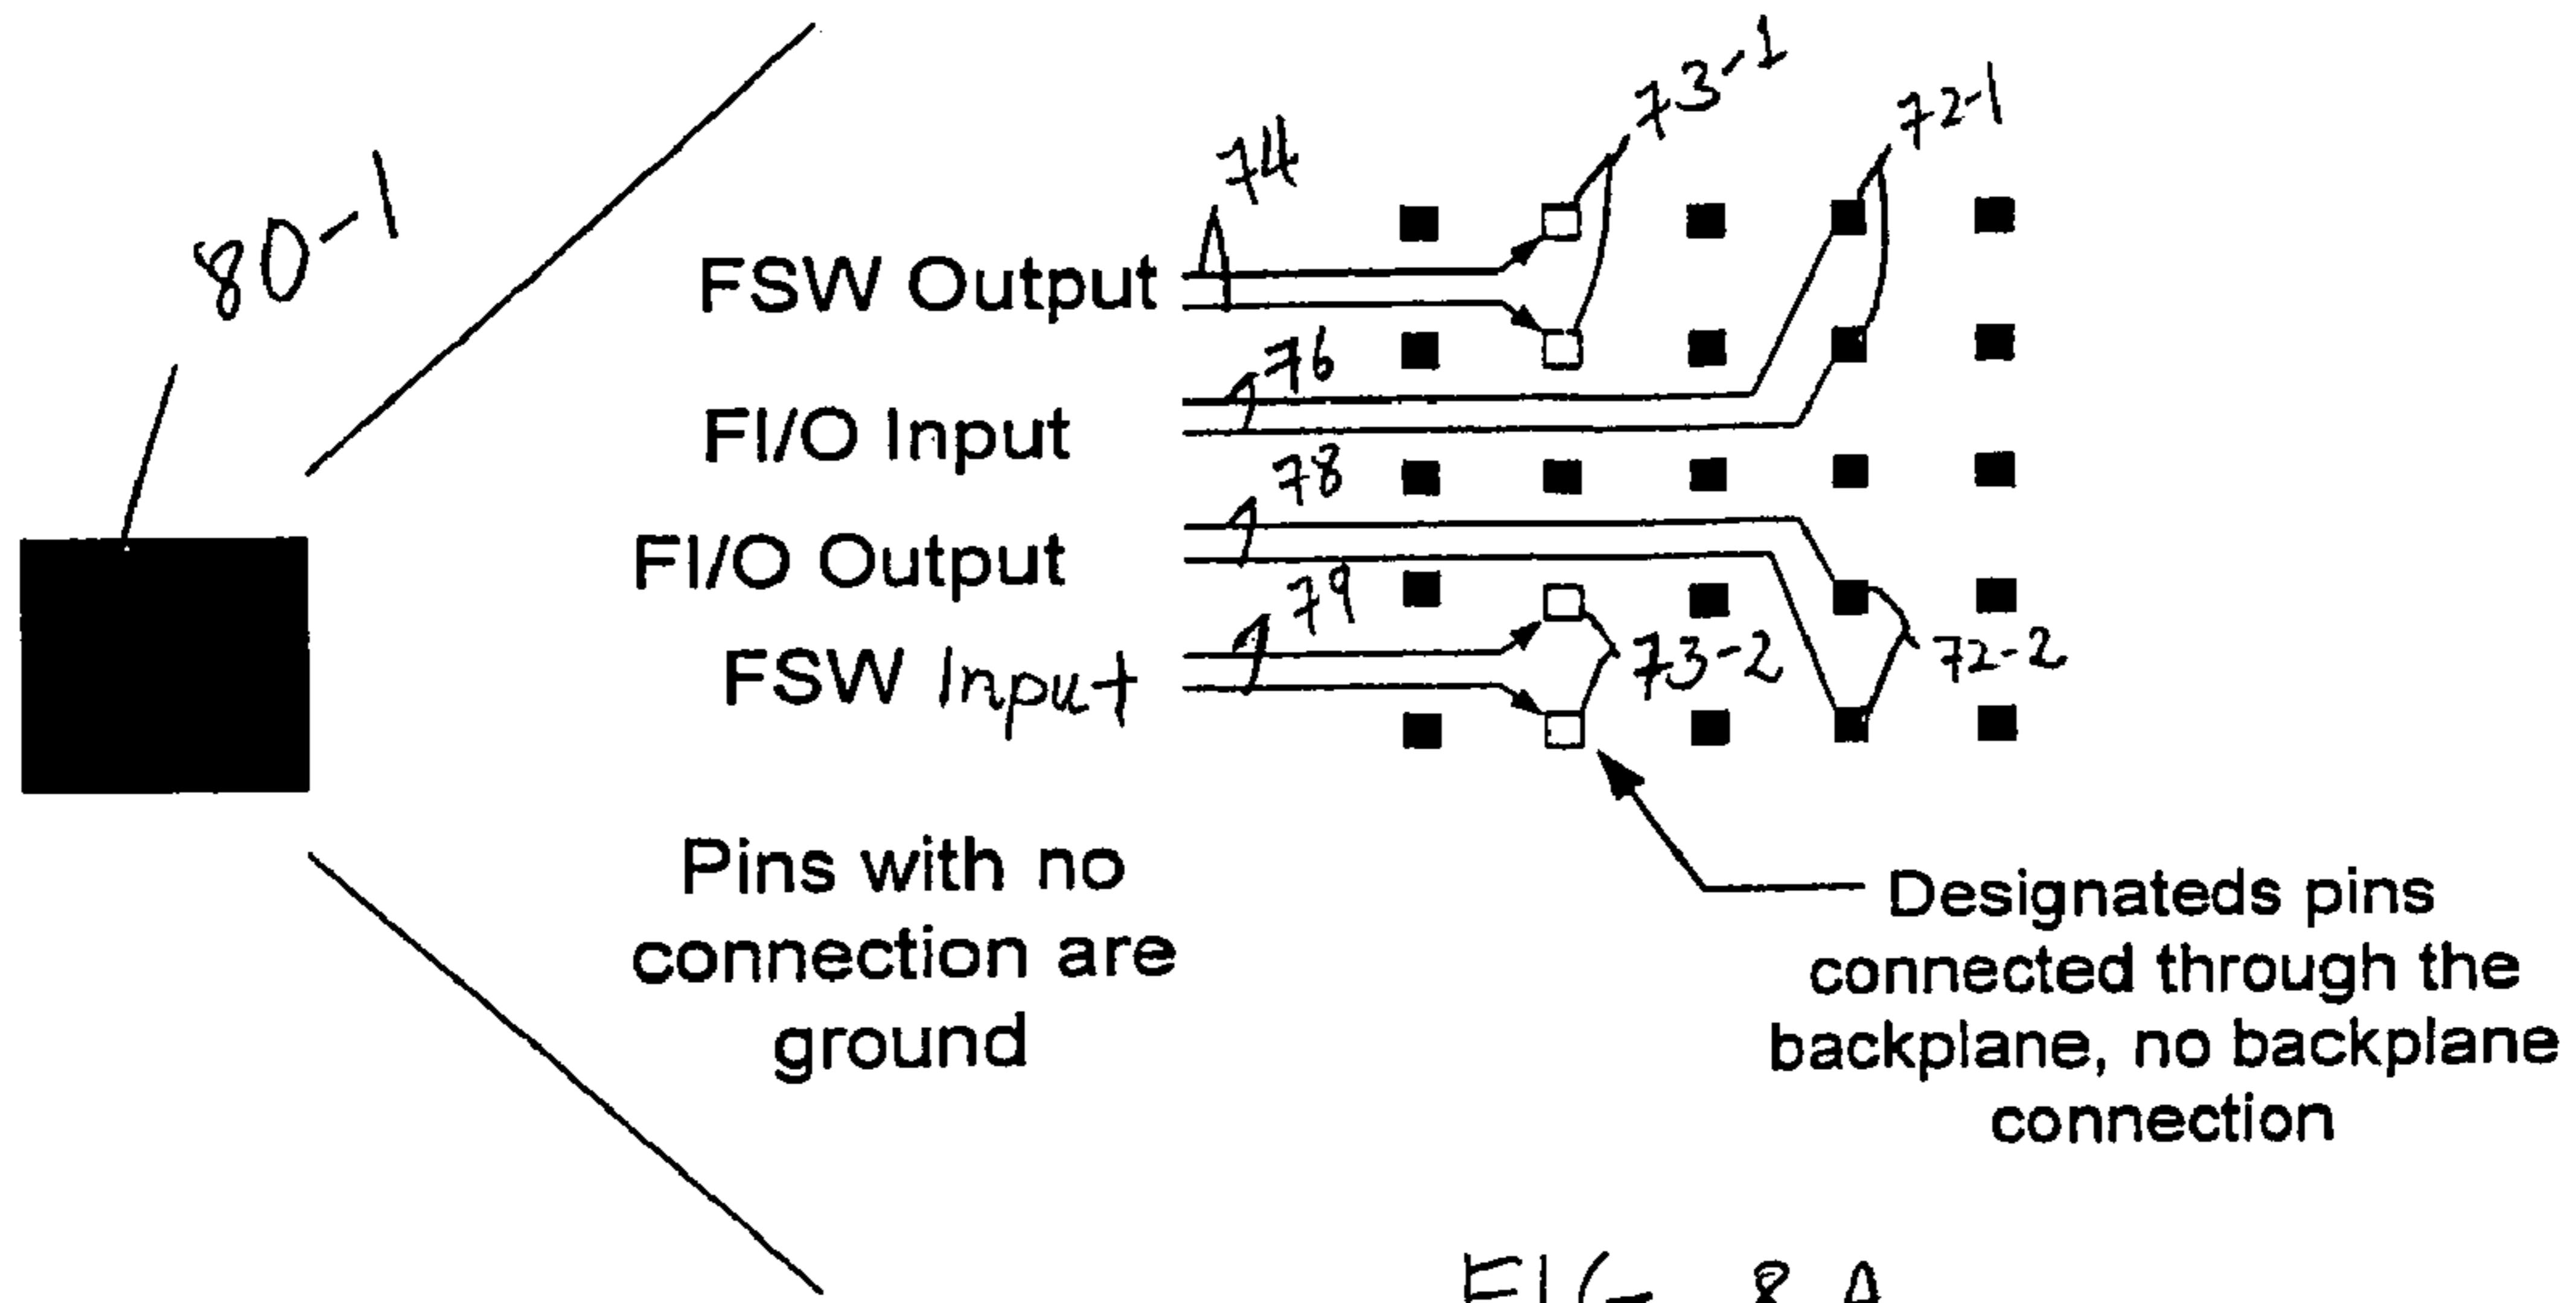 80-1
74
73-1
72-1
FSW Output
76
FI/O Input
78
FI/O Output
79
FSW Input
73-2
72-2
Pins with no
connection are
ground
Designateds pins
connected through the
backplane, no backplane
connection
FIG. 8A